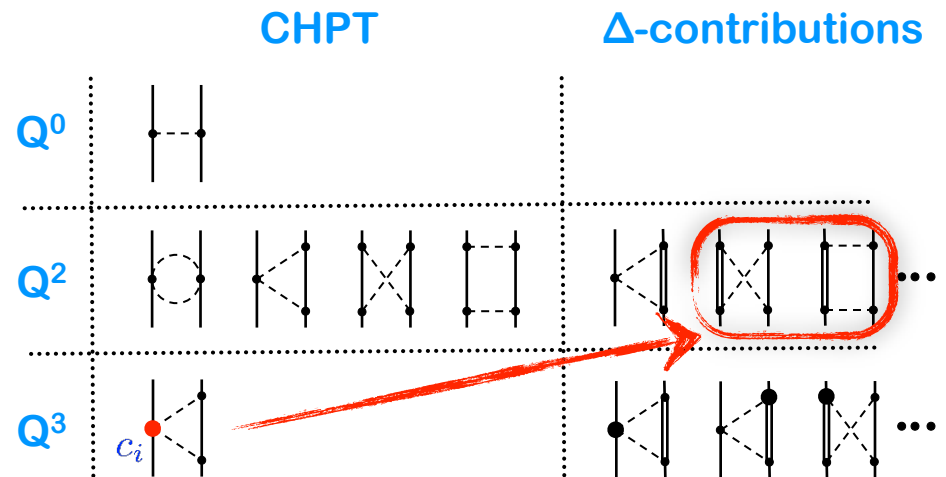 CHPT
Δ-contributions
Q⁰
Q²
Q³
cᵢ